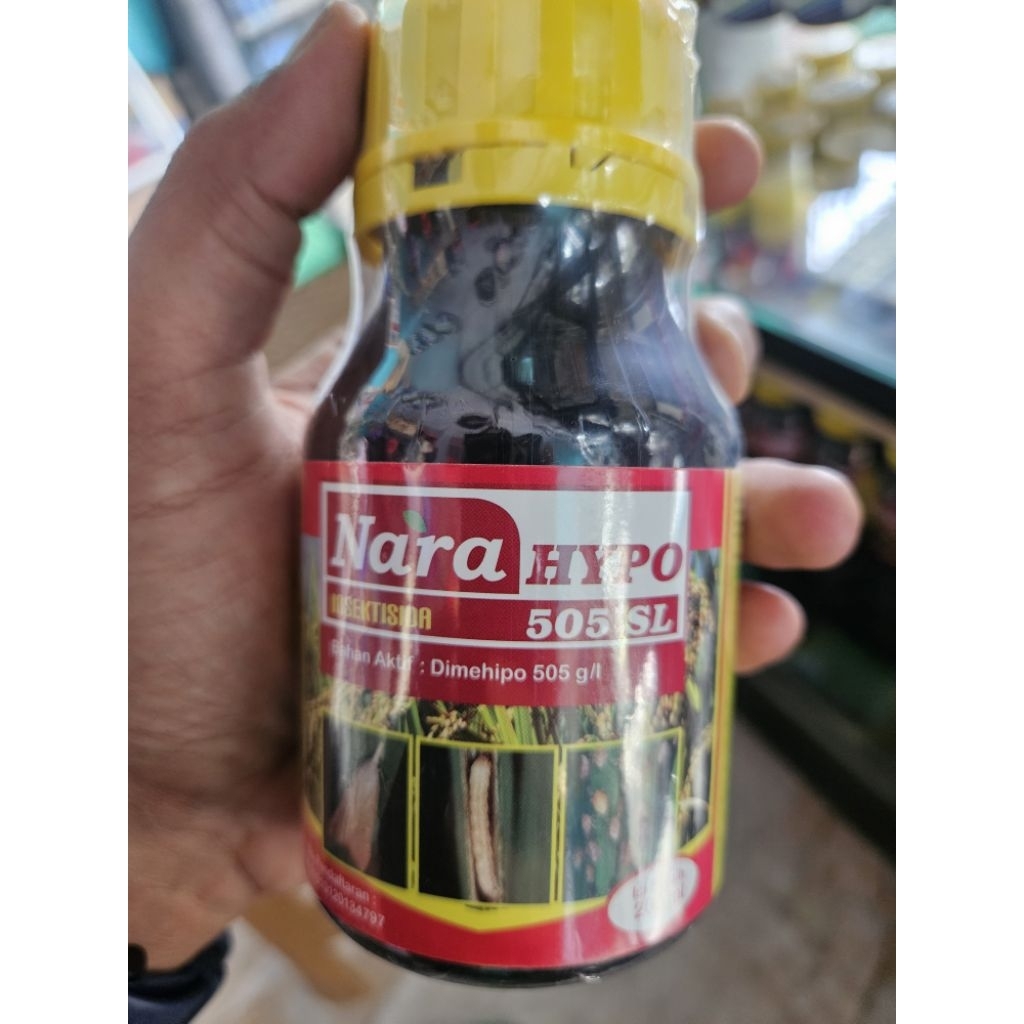 Nara HYPO
INSEKTISIDA 505 SL
Bahan Aktif : Dimehipo 505 g/l